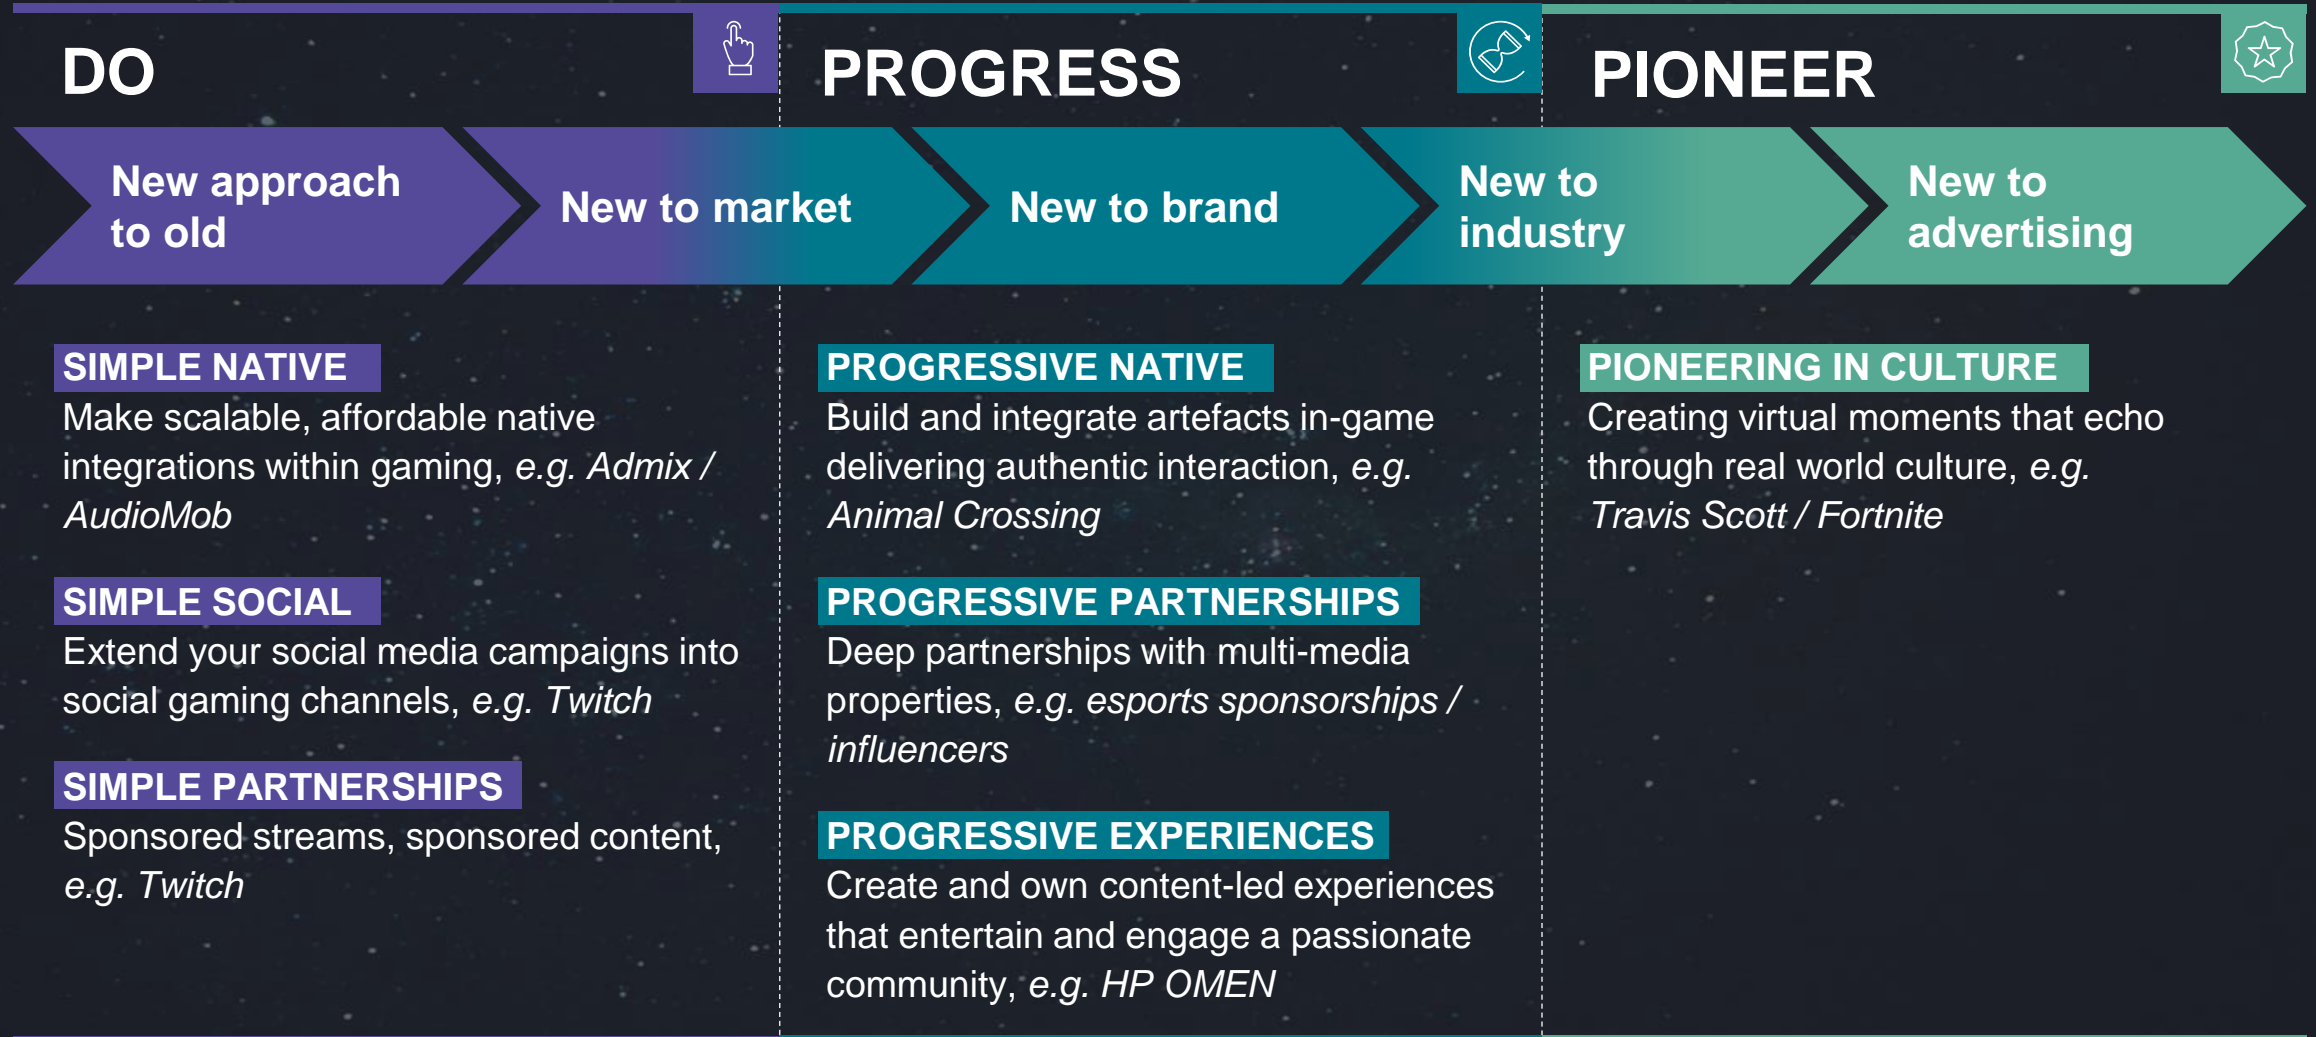 DO
PROGRESS
PIONEER
New approach
to old
New to market
New to brand
New to
industry
New to
advertising
SIMPLE NATIVE
Make scalable, affordable native
integrations within gaming, e.g. Admix /
AudioMob
SIMPLE SOCIAL
Extend your social media campaigns into
social gaming channels, e.g. Twitch
SIMPLE PARTNERSHIPS
Sponsored streams, sponsored content,
e.g. Twitch
PROGRESSIVE NATIVE
Build and integrate artefacts in-game
delivering authentic interaction, e.g.
Animal Crossing
PROGRESSIVE PARTNERSHIPS
Deep partnerships with multi-media
properties, e.g. esports sponsorships /
influencers
PROGRESSIVE EXPERIENCES
Create and own content-led experiences
that entertain and engage a passionate
community, e.g. HP OMEN
PIONEERING IN CULTURE
Creating virtual moments that echo
through real world culture, e.g.
Travis Scott / Fortnite